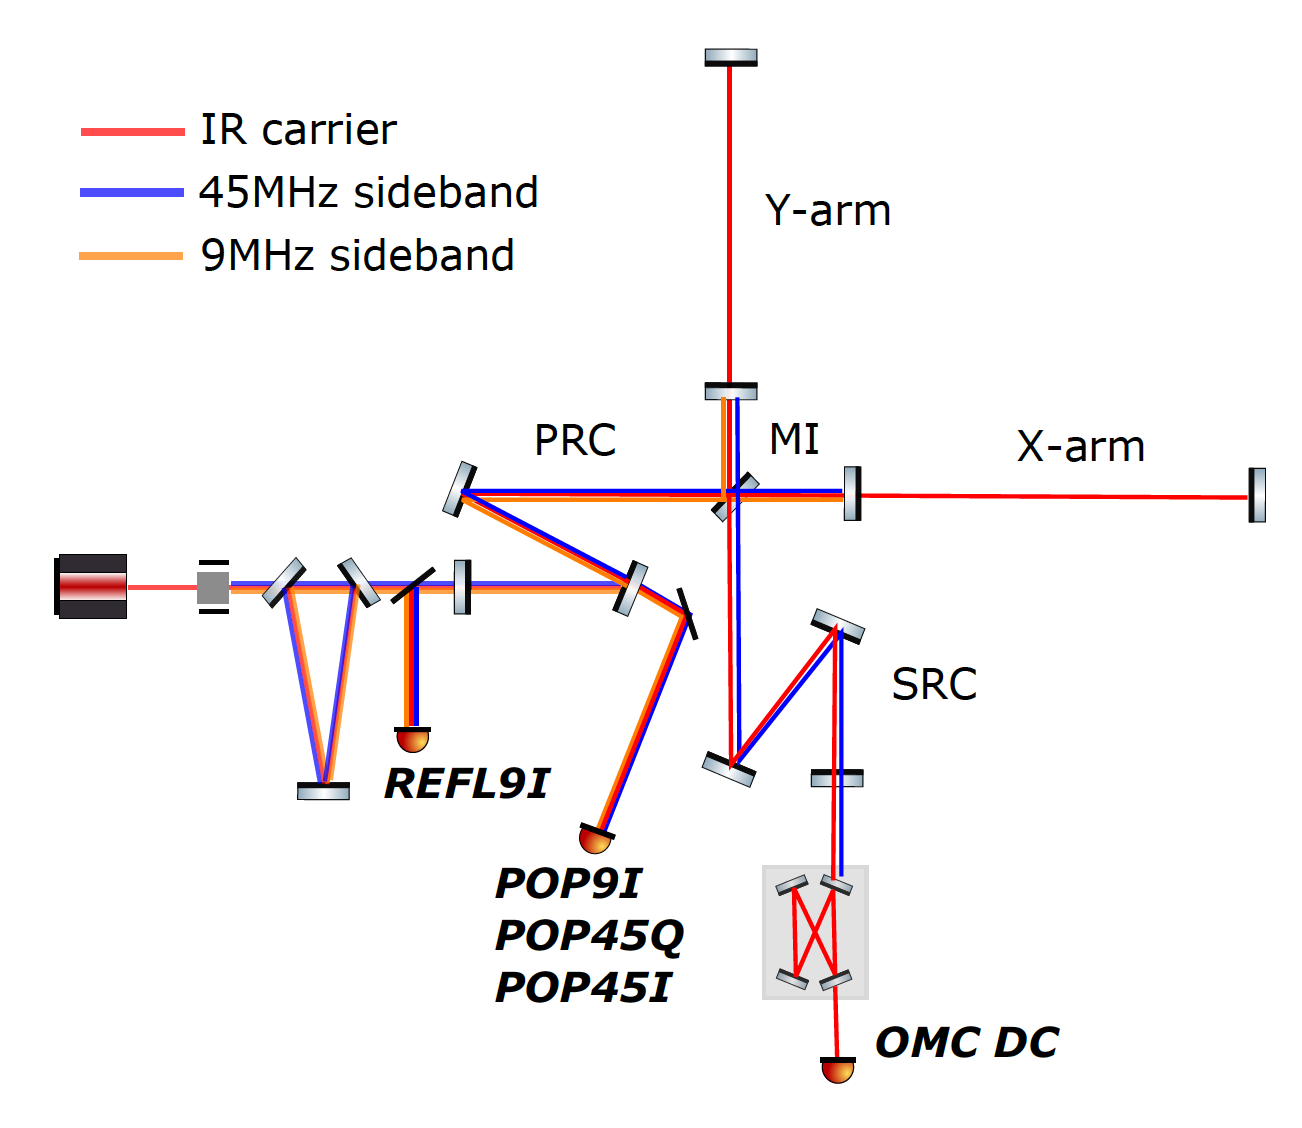 IR carrier
45MHz sideband
9MHz sideband
Y-arm
PRC
MI
X-arm
SRC
REFL9I
POP9I
POP45Q
POP45I
OMC DC